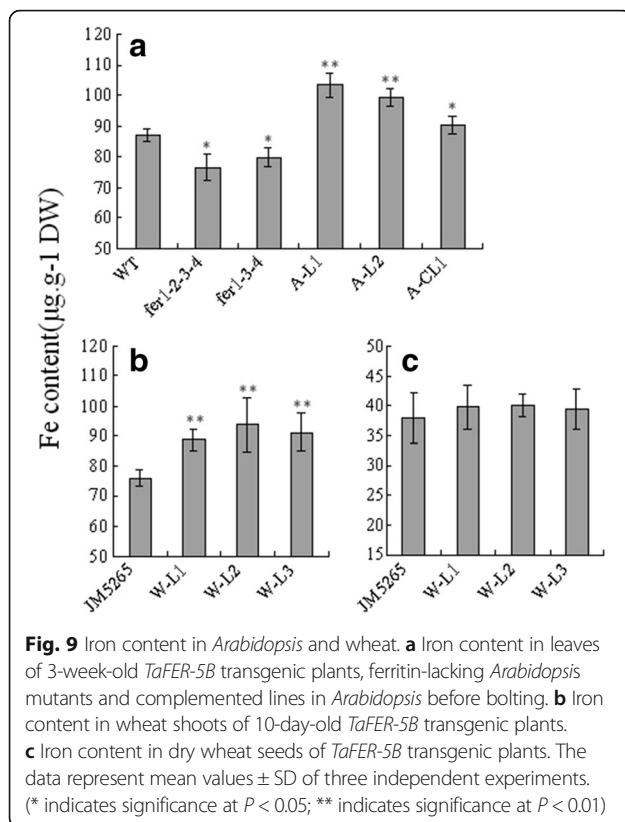 a
120
110
100
90
80
70
60
50
* * ** ** *
WT fer1-2-3-4 fer1-3-4 A-L1 A-L2 A-CL1
Fe content(µg.g-1 DW)
b
120
110
100
90
80
70
60
50
** ** **
JM5265 W-L1 W-L2 W-L3
c
50
45
40
35
30
25
20
15
JM5265 W-L1 W-L2 W-L3
Fig. 9 Iron content in Arabidopsis and wheat. a Iron content in leaves
of 3-week-old TaFER-5B transgenic plants, ferritin-lacking Arabidopsis
mutants and complemented lines in Arabidopsis before bolting. b Iron
content in wheat shoots of 10-day-old TaFER-5B transgenic plants.
c Iron content in dry wheat seeds of TaFER-5B transgenic plants. The
data represent mean values ± SD of three independent experiments.
(* indicates significance at P < 0.05; ** indicates significance at P < 0.01)